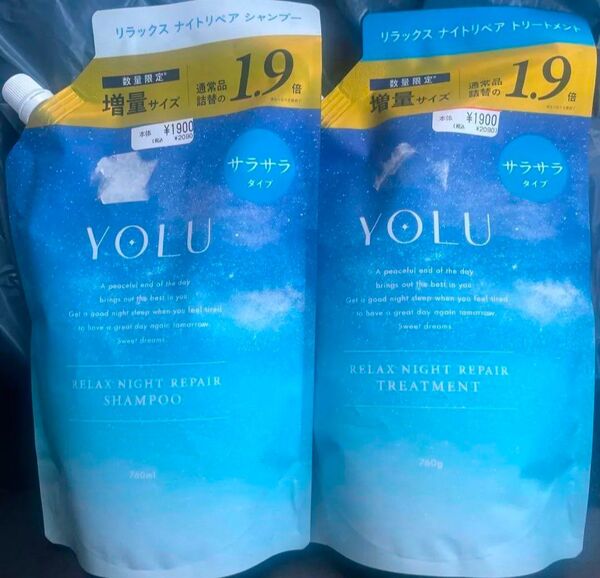 リラックス ナイトリペア シャンプー
数量限定*
増量サイズ
通常品
詰替の
1.9倍
本体 ¥1900
(税込 ¥2090)
サラサラ
タイプ
YOLU
A peaceful end of the day
brings out the best in you
Get a good night sleep when you feel tired
to have a great day again tomorrow.
Sweet dreams.
RELAX NIGHT REPAIR
SHAMPOO
760ml
リラックス ナイトリペア トリートメント
数量限定*
増量サイズ
通常品
詰替の
1.9倍
本体 ¥1900
(税込 ¥2090)
サラサラ
タイプ
YOLU
A peaceful end of the day
brings out the best in you
Get a good night sleep when you feel tired
to have a great day again tomorrow.
Sweet dreams.
RELAX NIGHT REPAIR
TREATMENT
760g